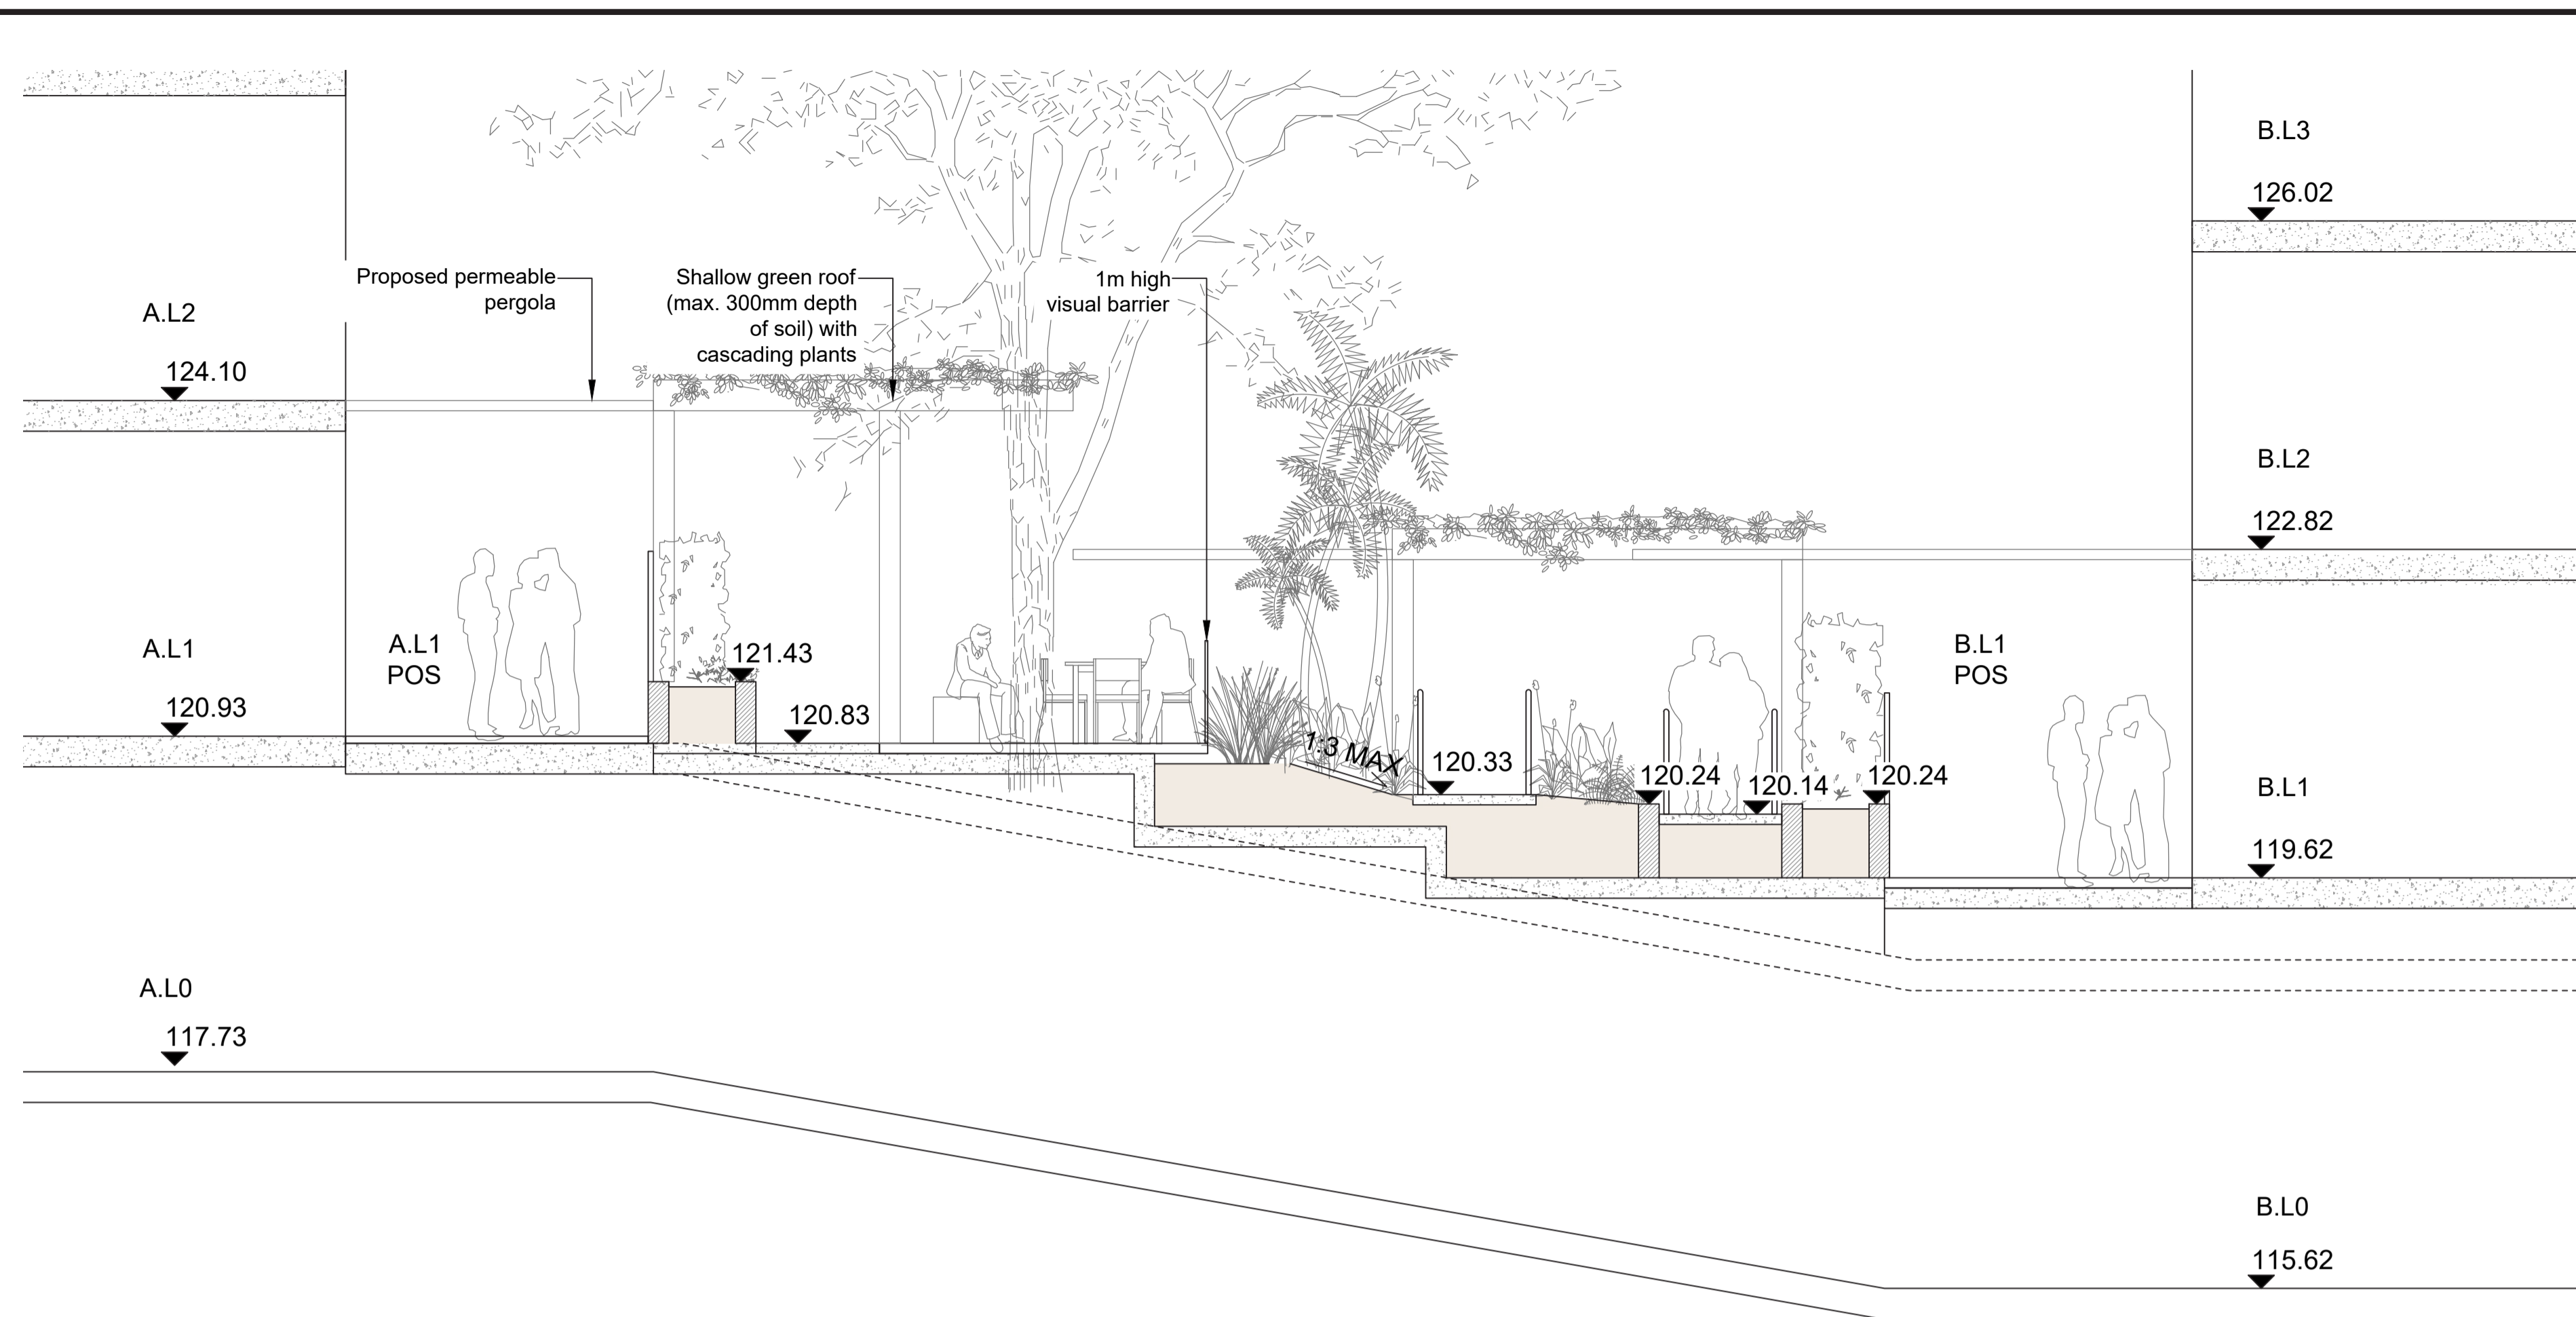 B.L3
126.02
Proposed permeable
pergola
Shallow green roof
(max. 300mm depth
of soil) with
cascading plants
1m high
visual barrier
A.L2
124.10
B.L2
122.82
A.L1
120.93
A.L1
POS
121.43
120.83
1:3 MAX
120.33
120.24
120.14
120.24
B.L1
POS
B.L1
119.62
A.L0
117.73
B.L0
115.62